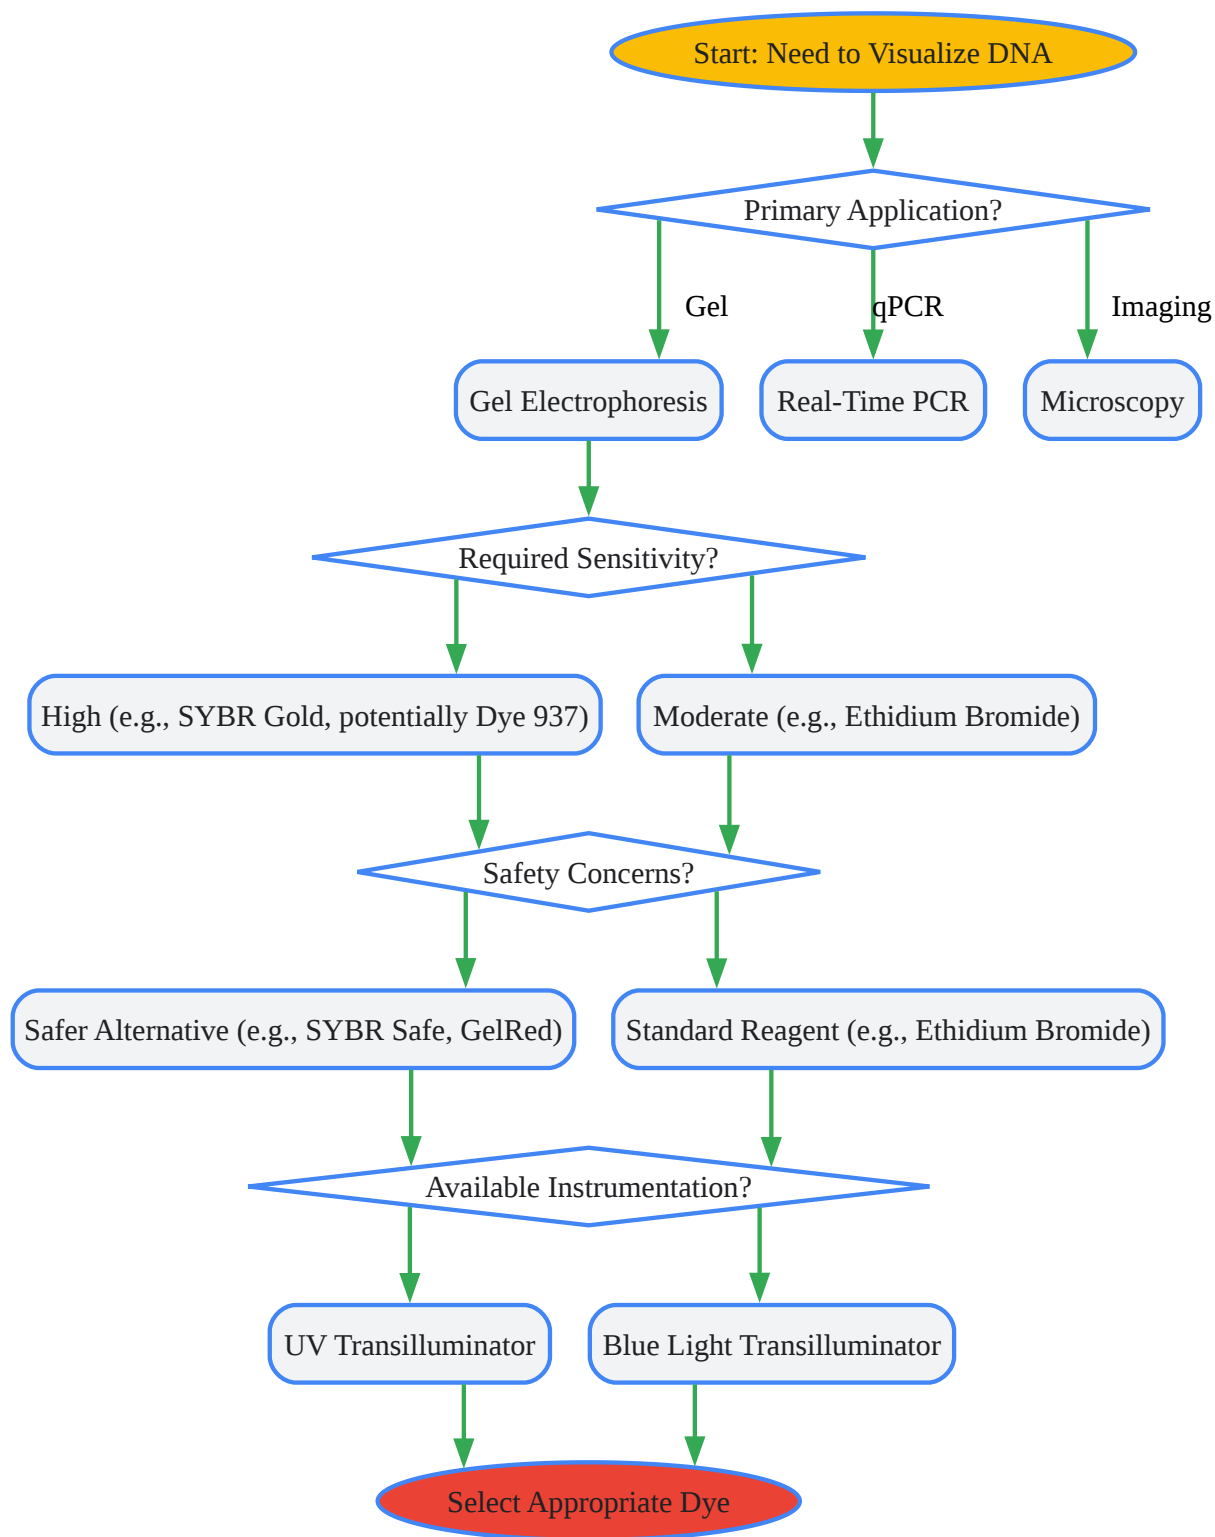 Start: Need to Visualize DNA
Primary Application?
Gel
qPCR
Imaging
Gel Electrophoresis
Real-Time PCR
Microscopy
Required Sensitivity?
High (e.g., SYBR Gold, potentially Dye 937)
Moderate (e.g., Ethidium Bromide)
Safety Concerns?
Safer Alternative (e.g., SYBR Safe, GelRed)
Standard Reagent (e.g., Ethidium Bromide)
Available Instrumentation?
UV Transilluminator
Blue Light Transilluminator
Select Appropriate Dye